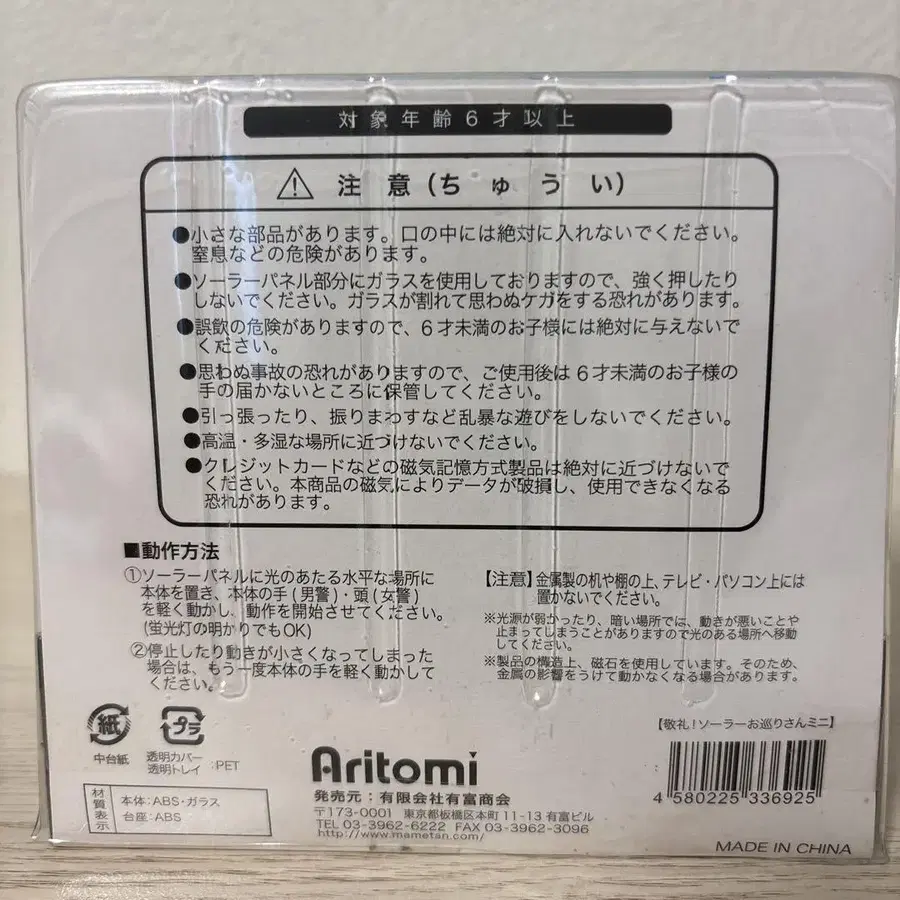 対象年齢6才以上
⚠ 注意(ちゅうい)
●小さな部品があります。口の中には絶対に入れないでください。
窒息などの危険があります。
●ソーラーパネル部分にガラスを使用しておりますので、強く押したり
しないでください。ガラスが割れて思わぬケガをする恐れがあります。
●誤飲の危険がありますので、6才未満のお子様には絶対に与えないで
ください。
●思わぬ事故の恐れがありますので、ご使用後は6才未満のお子様の
手の届かないところに保管してください。
●引っ張ったり、振りまわすなど乱暴な遊びをしないでください。
●高温・多湿な場所に近づけないでください。
●クレジットカードなどの磁気記憶方式製品は絶対に近づけないで
ください。本商品の磁気によりデータが破損し、使用できなくなる
恐れがあります。
■動作方法
①ソーラーパネルに光のあたる水平な場所に
本体を置き、本体の手(男警)・頭(女警)
を軽く動かし、動作を開始させてください。
(蛍光灯の明かりでもOK)
②停止したり動きが小さくなってしまった
場合は、もう一度本体の手を軽く動かして
ください。
【注意】金属製の机や棚の上、テレビ・パソコン上には
置かないでください。
※光源が弱かったり、暗い場所では、動きが悪いことや
止まってしまうことがありますので光のある場所へ移動
してください。
※製品の構造上、磁石を使用しています。そのため、
金属の影響をうけて動かなくなる場合があります。
紙
中台紙
プラ
透明カバー
透明トレイ :PET
材質表示
本体:ABS・ガラス
台座:ABS
Aritomi
発売元:有限会社有富商会
〒173-0001 東京都板橋区本町11-13 有富ビル
TEL 03-3962-6222 FAX 03-3962-3096
http://www.mametan.com/
【敬礼!ソーラーお巡りさんミニ】
4 580225 336925
MADE IN CHINA